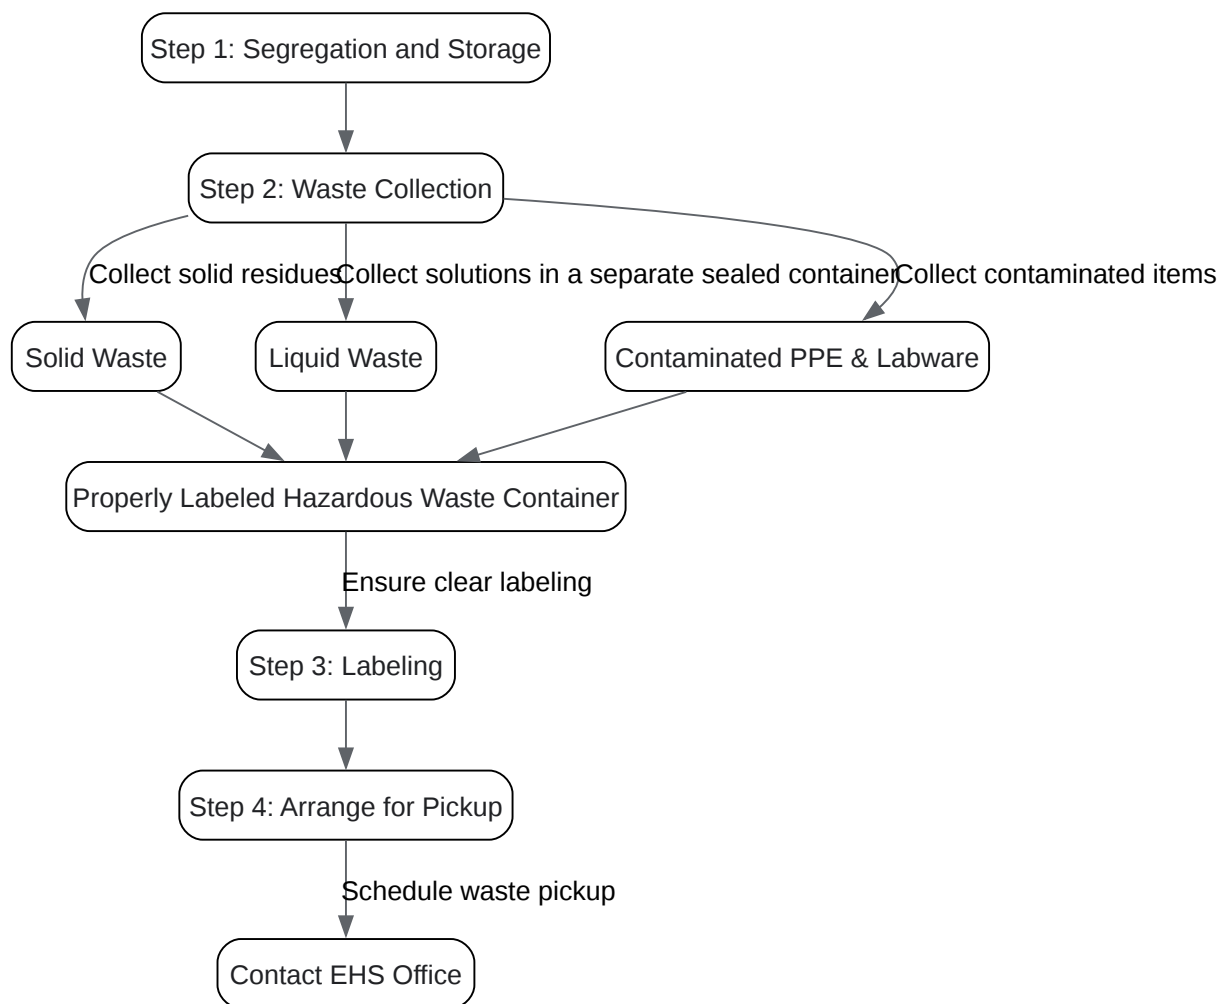 Step 1: Segregation and Storage
Step 2: Waste Collection
Collect solid residues
Collect solutions in a separate sealed container
Collect contaminated items
Solid Waste
Liquid Waste
Contaminated PPE & Labware
Properly Labeled Hazardous Waste Container
Ensure clear labeling
Step 3: Labeling
Step 4: Arrange for Pickup
Schedule waste pickup
Contact EHS Office